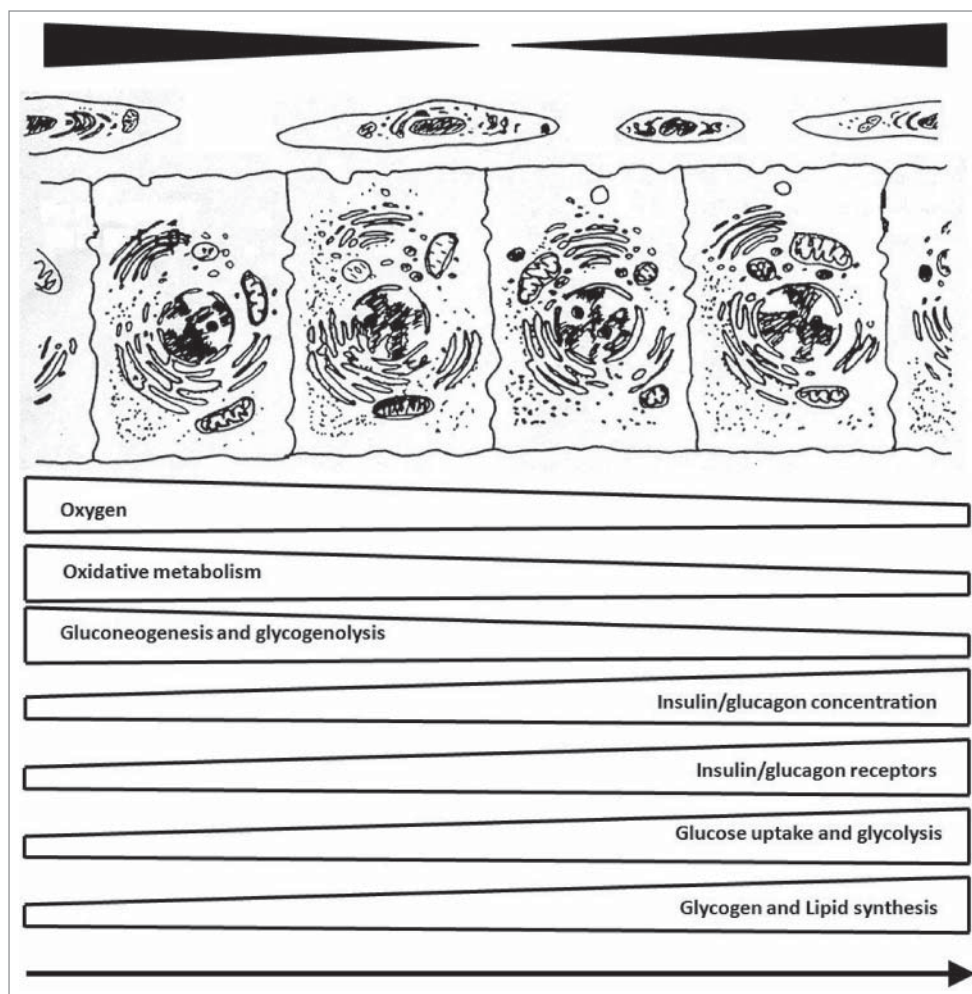 Oxygen
Oxidative metabolism
Gluconeogenesis and glycogenolysis
Insulin/glucagon concentration
Insulin/glucagon receptors
Glucose uptake and glycolysis
Glycogen and Lipid synthesis